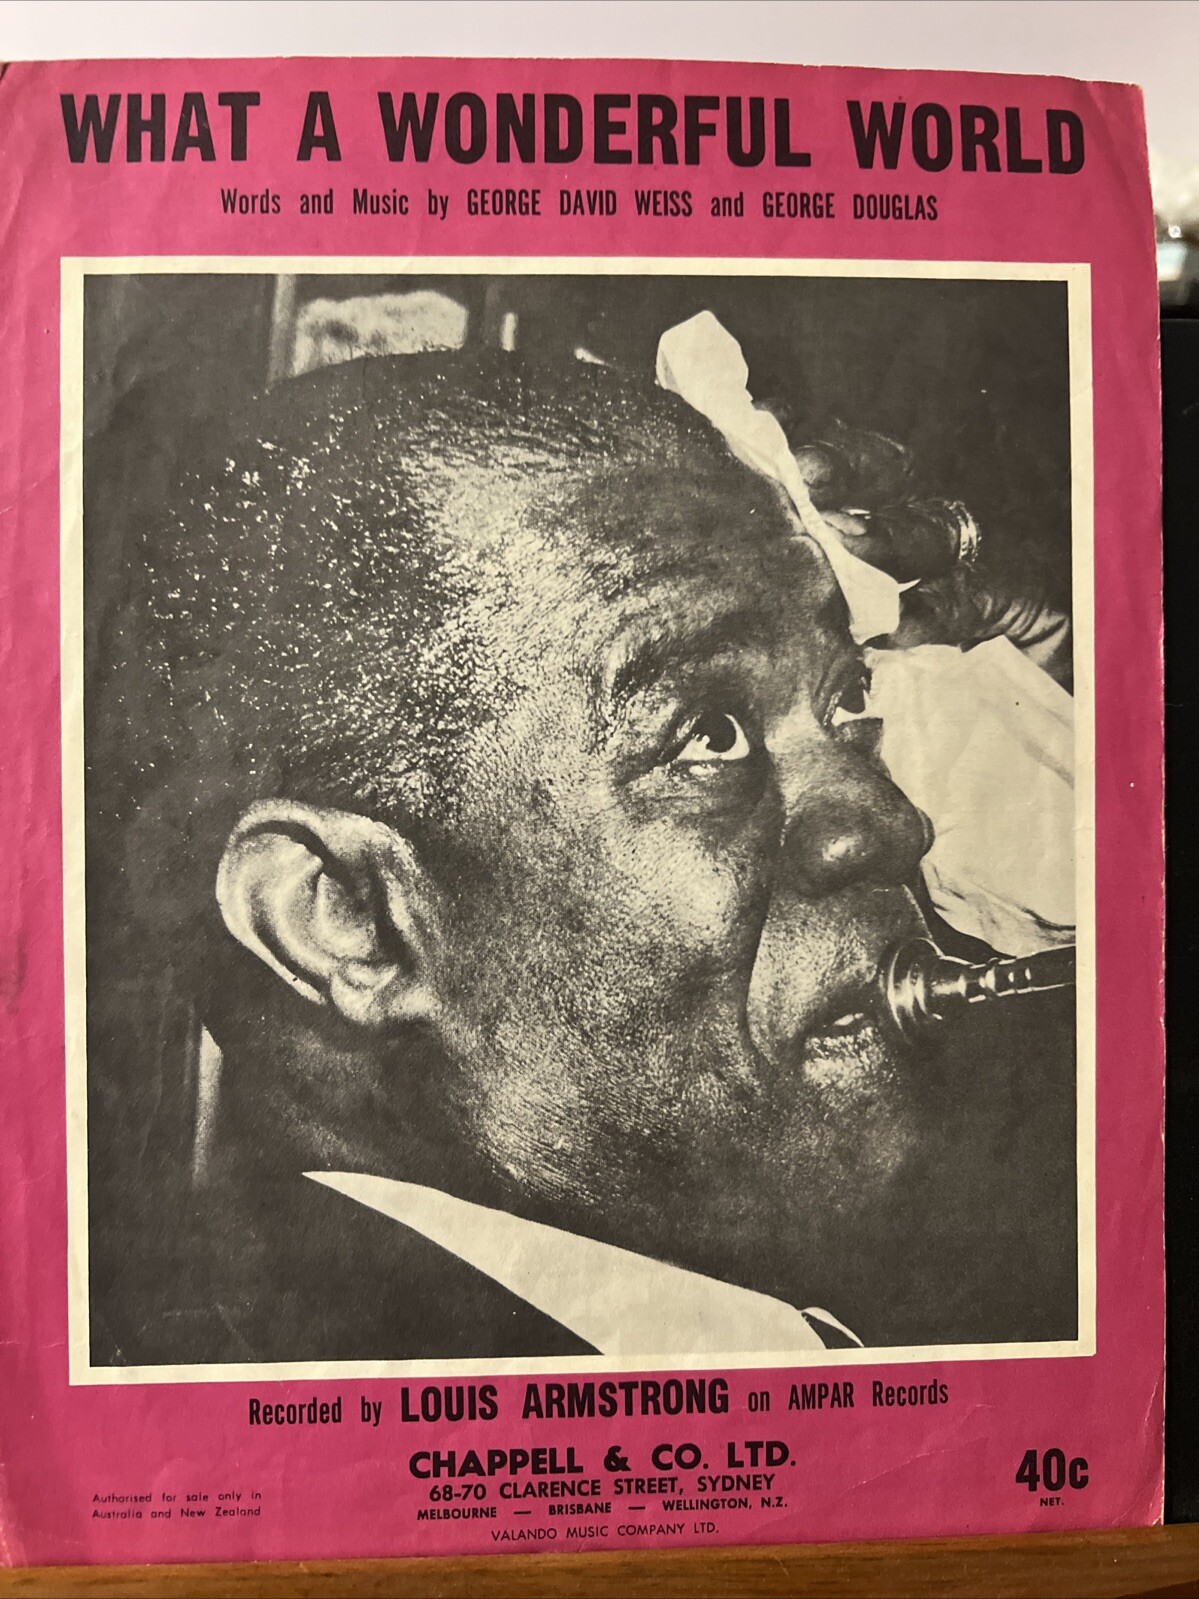 WHAT A WONDERFUL WORLD
Words and Music by GEORGE DAVID WEISS and GEORGE DOUGLAS
Recorded by LOUIS ARMSTRONG on AMPAR Records
CHAPPELL & CO. LTD.
68-70 CLARENCE STREET, SYDNEY
MELBOURNE — BRISBANE — WELLINGTON, N.Z.
VALANDO MUSIC COMPANY LTD.
Authorised for sale only in
Australia and New Zealand
40c
NET.